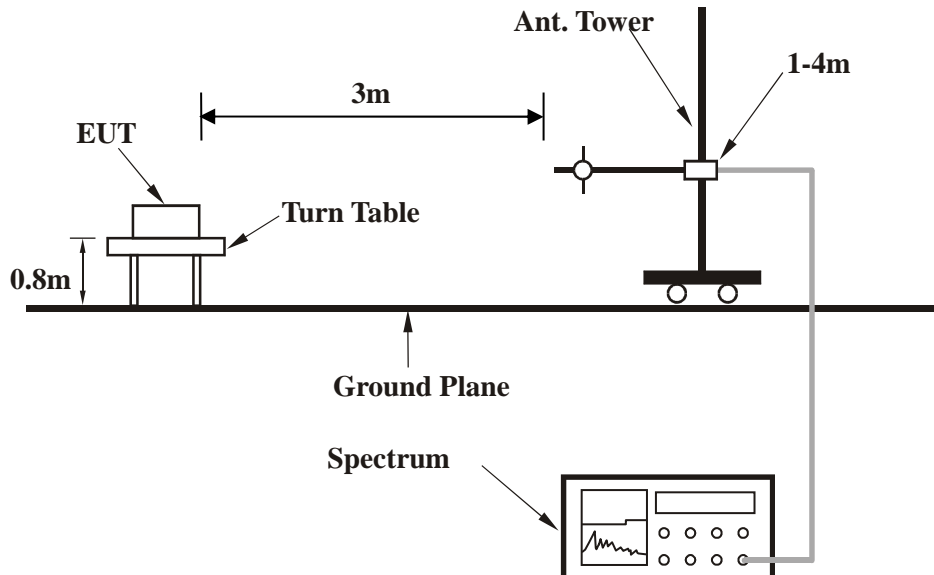 Ant. Tower
1-4m
3m
EUT
Turn Table
0.8m
Ground Plane
Spectrum